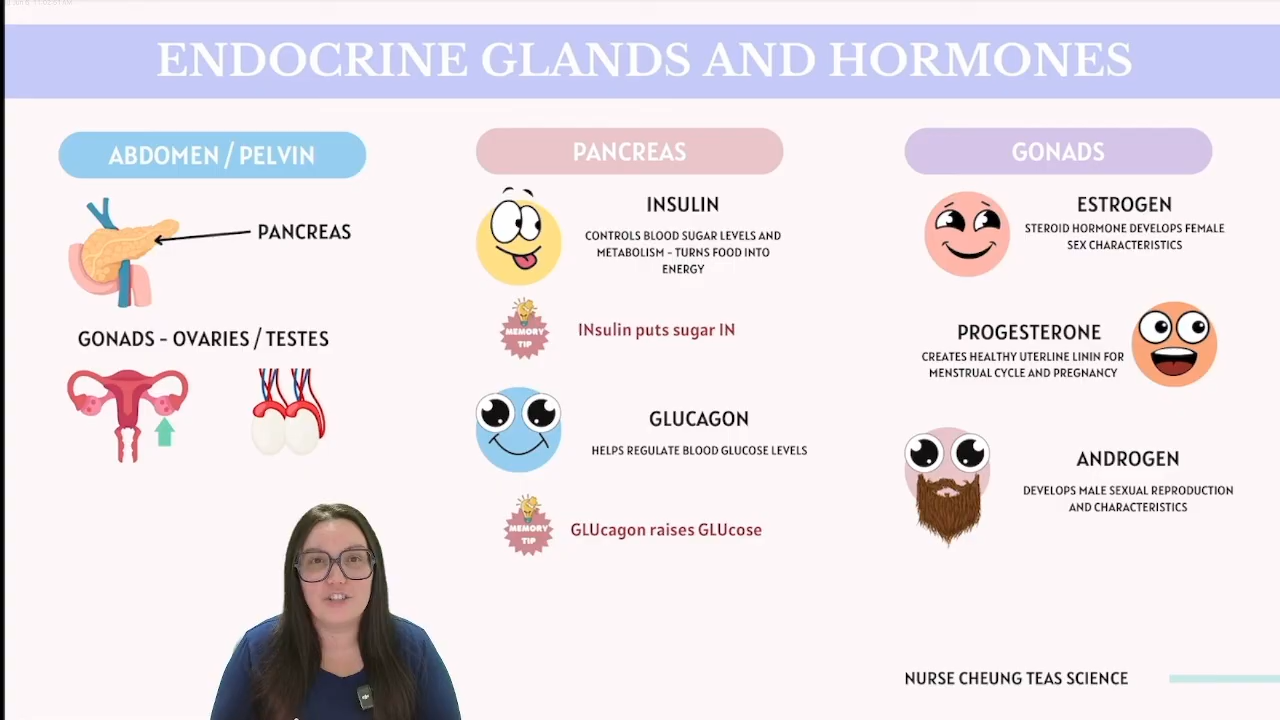 ENDOCRINE GLANDS AND HORMONES
ABDOMEN / PELVIN
PANCREAS
GONADS - OVARIES / TESTES
PANCREAS
INSULIN
CONTROLS BLOOD SUGAR LEVELS AND
METABOLISM - TURNS FOOD INTO
ENERGY
MEMORY
TIP
INsulin puts sugar IN
GLUCAGON
HELPS REGULATE BLOOD GLUCOSE LEVELS
MEMORY
TIP
GLUcagon raises GLUcose
GONADS
ESTROGEN
STEROID HORMONE DEVELOPS FEMALE
SEX CHARACTERISTICS
PROGESTERONE
CREATES HEALTHY UTERLINE LININ FOR
MENSTRUAL CYCLE AND PREGNANCY
ANDROGEN
DEVELOPS MALE SEXUAL REPRODUCTION
AND CHARACTERISTICS
NURSE CHEUNG TEAS SCIENCE